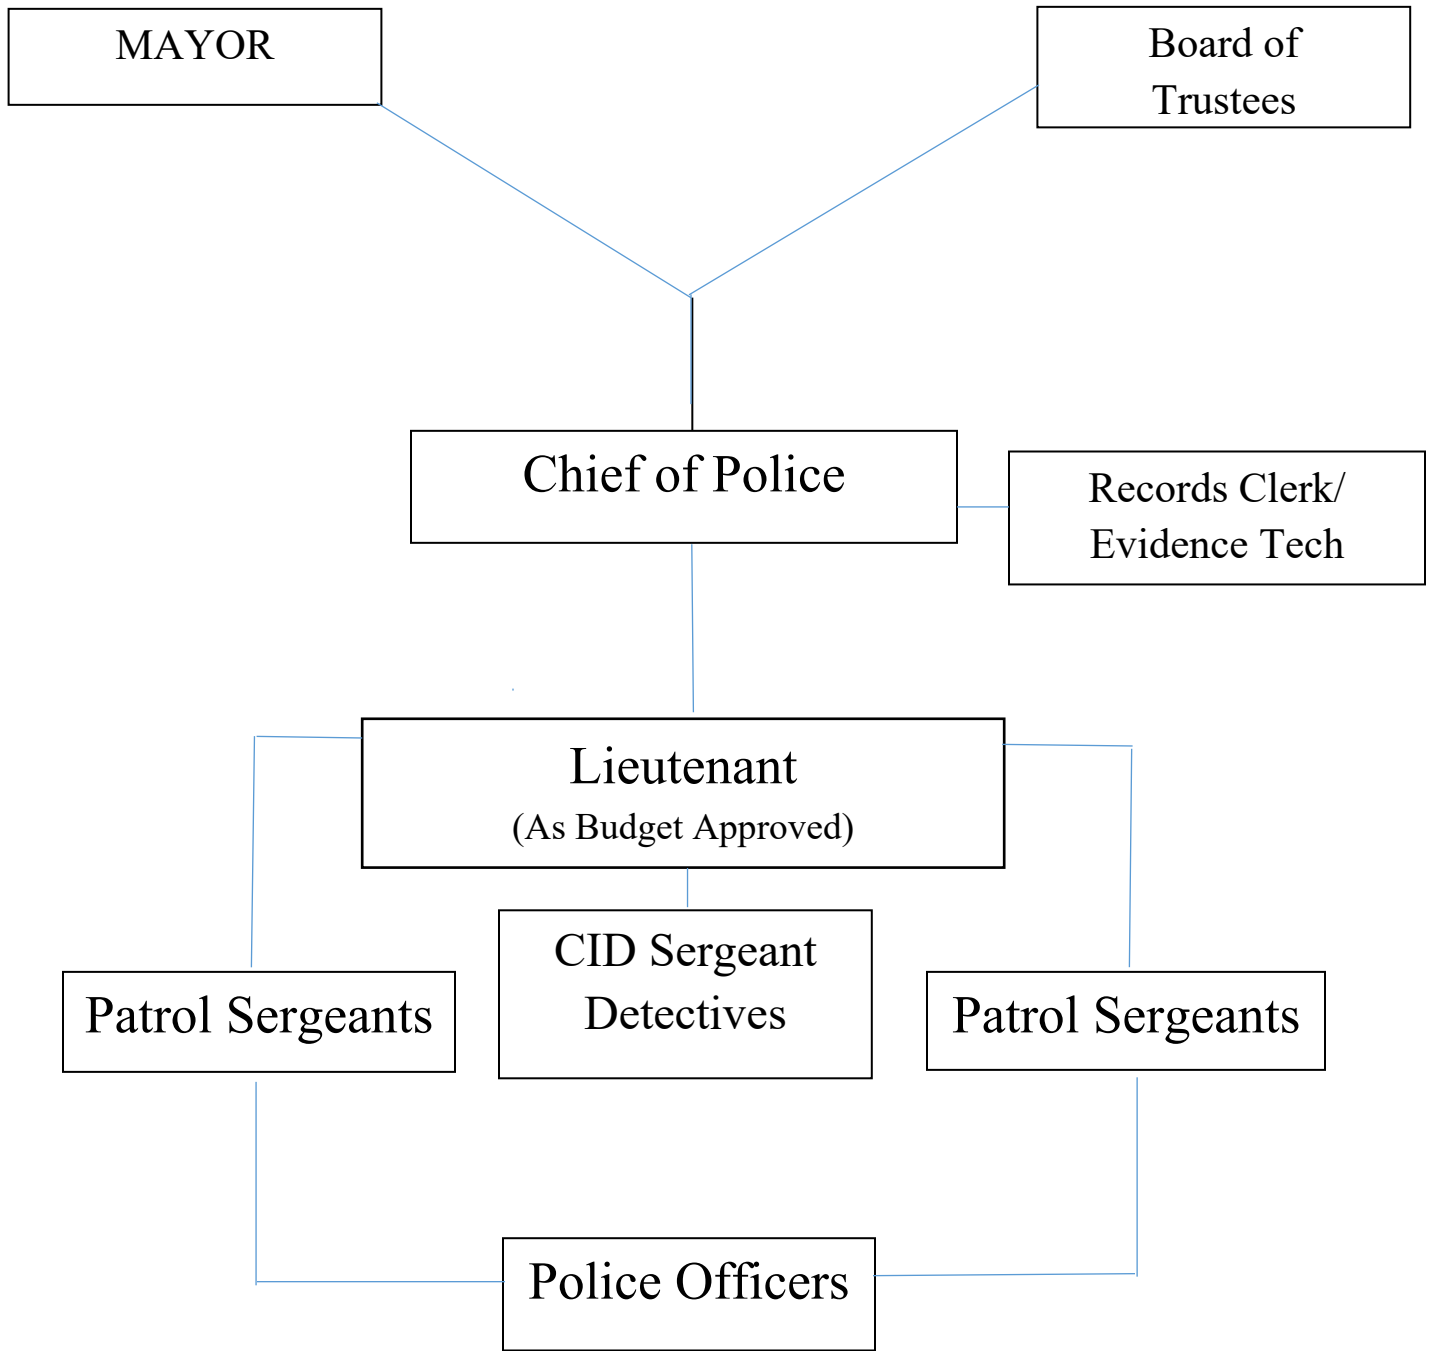 MAYOR
Board of
Trustees
Chief of Police
Records Clerk/
Evidence Tech
Lieutenant
(As Budget Approved)
CID Sergeant
Detectives
Patrol Sergeants
Patrol Sergeants
Police Officers